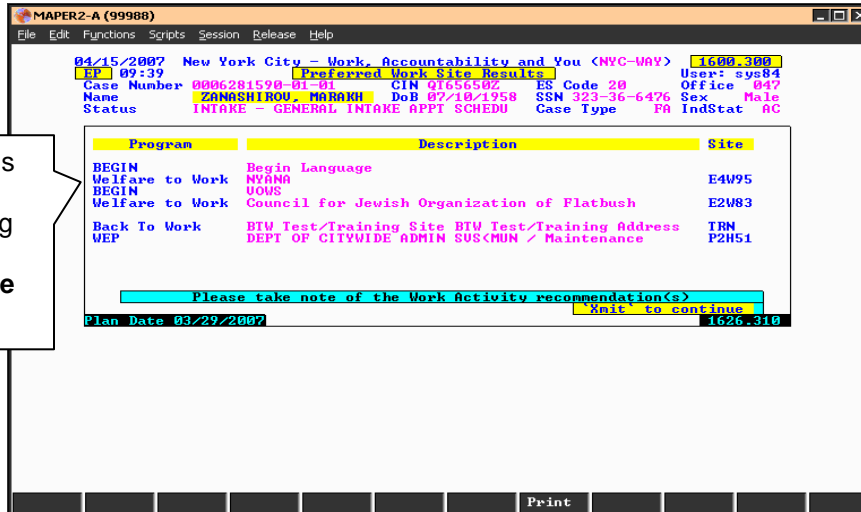 MAPER2-A (99988)
File Edit Functions Scripts Session Release Help
04/15/2007 New York City - Work, Accountability and You (NYC-WAY) 1600.300
EP 09:39 Preferred Work Site Results User: sys84
Case Number 0006281590-01-01 CIN QT65650Z ES Code 20 Office 047
Name ZANASHIROU, MARAKH DoB 07/10/1958 SSN 323-36-6476 Sex Male
Status INTAKE - GENERAL INTAKE APPT SCHEDU Case Type FA IndStat AC
Program Description Site
BEGIN Begin Language
Welfare to Work NYANA E4W95
BEGIN VOWS
Welfare to Work Council for Jewish Organization of Flatbush E2W83
Back To Work BTW Test/Training Site BTW Test/Training Address TRN
WEP DEPT OF CITYWIDE ADMIN SVS(MUN / Maintenance P2H51
s
g
e
Please take note of the Work Activity recommendation(s)
`Xmit` to continue
Plan Date 03/29/2007 1626.310
Print